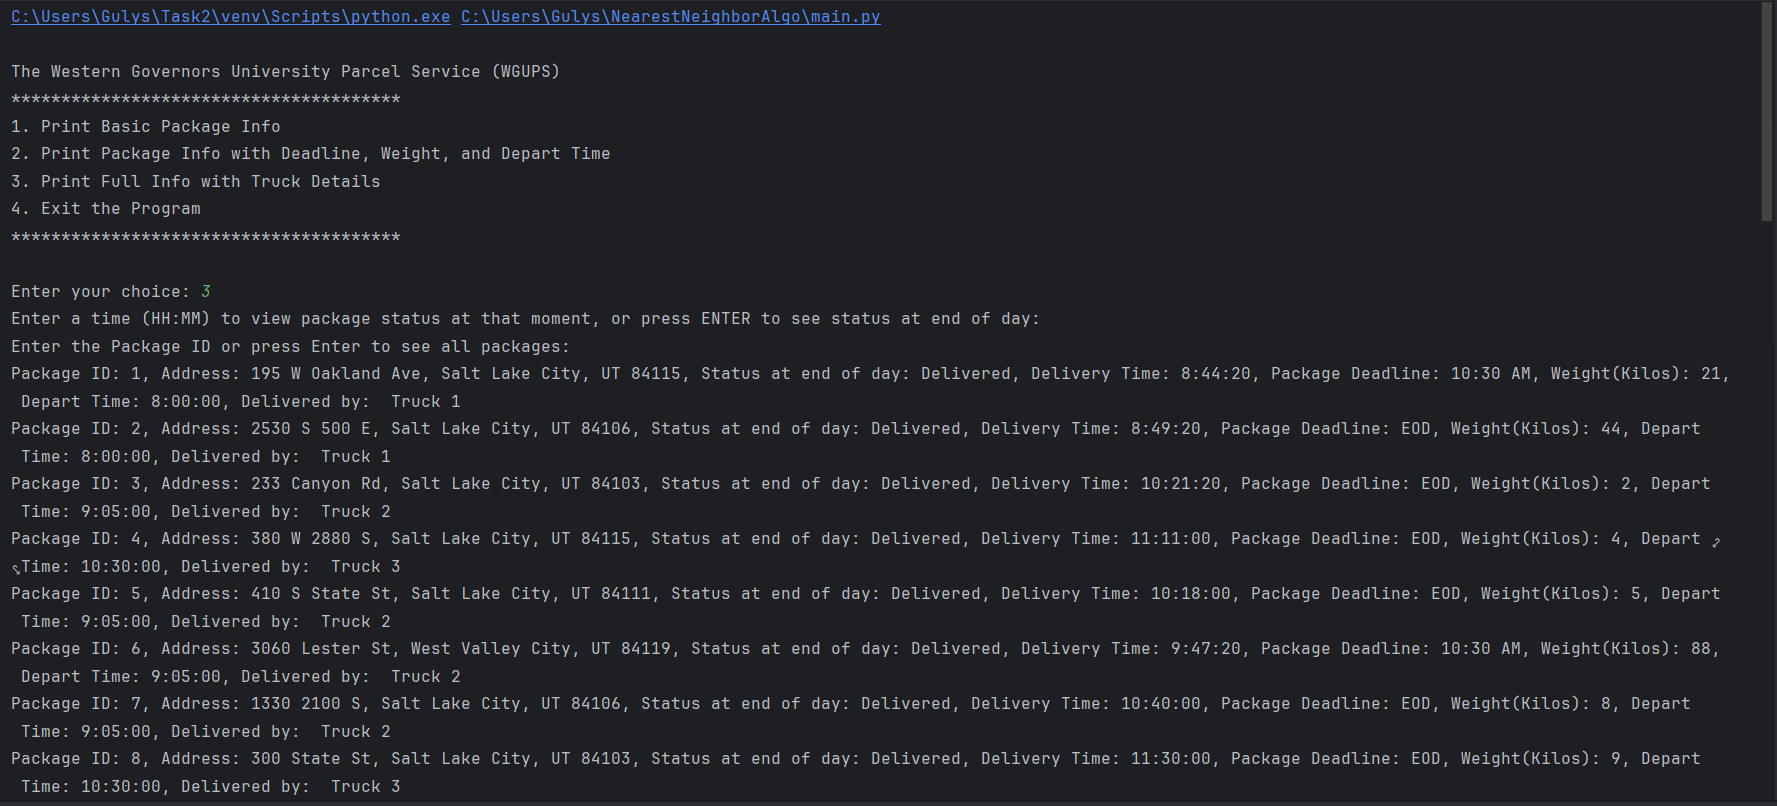 C:\Users\Gulys\Task2\venv\Scripts\python.exe C:\Users\Gulys\NearestNeighborAlgo\main.py
The Western Governors University Parcel Service (WGUPS)
***************************************
1. Print Basic Package Info
2. Print Package Info with Deadline, Weight, and Depart Time
3. Print Full Info with Truck Details
4. Exit the Program
***************************************
Enter your choice: 3
Enter a time (HH:MM) to view package status at that moment, or press ENTER to see status at end of day:
Enter the Package ID or press Enter to see all packages:
Package ID: 1, Address: 195 W Oakland Ave, Salt Lake City, UT 84115, Status at end of day: Delivered, Delivery Time: 8:44:20, Package Deadline: 10:30 AM, Weight(Kilos): 21,
Depart Time: 8:00:00, Delivered by:  Truck 1
Package ID: 2, Address: 2530 S 500 E, Salt Lake City, UT 84106, Status at end of day: Delivered, Delivery Time: 8:49:20, Package Deadline: EOD, Weight(Kilos): 44, Depart
Time: 8:00:00, Delivered by:  Truck 1
Package ID: 3, Address: 233 Canyon Rd, Salt Lake City, UT 84103, Status at end of day: Delivered, Delivery Time: 10:21:20, Package Deadline: EOD, Weight(Kilos): 2, Depart
Time: 9:05:00, Delivered by:  Truck 2
Package ID: 4, Address: 380 W 2880 S, Salt Lake City, UT 84115, Status at end of day: Delivered, Delivery Time: 11:11:00, Package Deadline: EOD, Weight(Kilos): 4, Depart
Time: 10:30:00, Delivered by:  Truck 3
Package ID: 5, Address: 410 S State St, Salt Lake City, UT 84111, Status at end of day: Delivered, Delivery Time: 10:18:00, Package Deadline: EOD, Weight(Kilos): 5, Depart
Time: 9:05:00, Delivered by:  Truck 2
Package ID: 6, Address: 3060 Lester St, West Valley City, UT 84119, Status at end of day: Delivered, Delivery Time: 9:47:20, Package Deadline: 10:30 AM, Weight(Kilos): 88,
Depart Time: 9:05:00, Delivered by:  Truck 2
Package ID: 7, Address: 1330 2100 S, Salt Lake City, UT 84106, Status at end of day: Delivered, Delivery Time: 10:40:00, Package Deadline: EOD, Weight(Kilos): 8, Depart
Time: 9:05:00, Delivered by:  Truck 2
Package ID: 8, Address: 300 State St, Salt Lake City, UT 84103, Status at end of day: Delivered, Delivery Time: 11:30:00, Package Deadline: EOD, Weight(Kilos): 9, Depart
Time: 10:30:00, Delivered by:  Truck 3